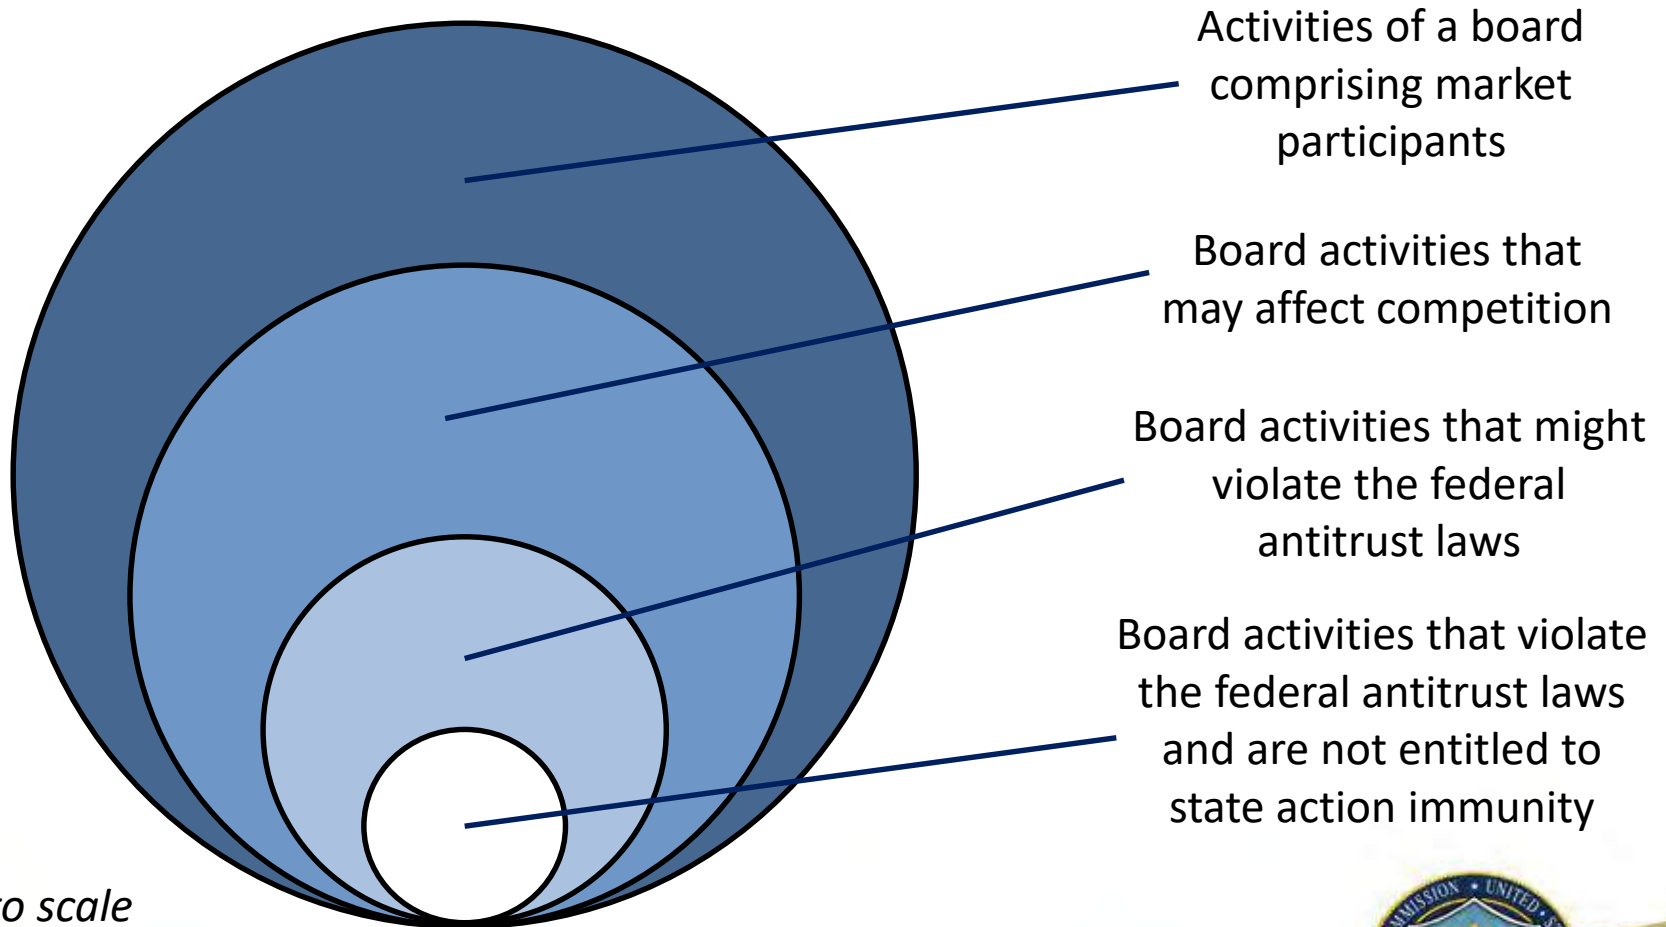 Activities of a board
comprising market
participants
Board activities that
may affect competition
Board activities that might
violate the federal
antitrust laws
Board activities that violate
the federal antitrust laws
and are not entitled to
state action immunity
to scale
COMMISSION • UNITED